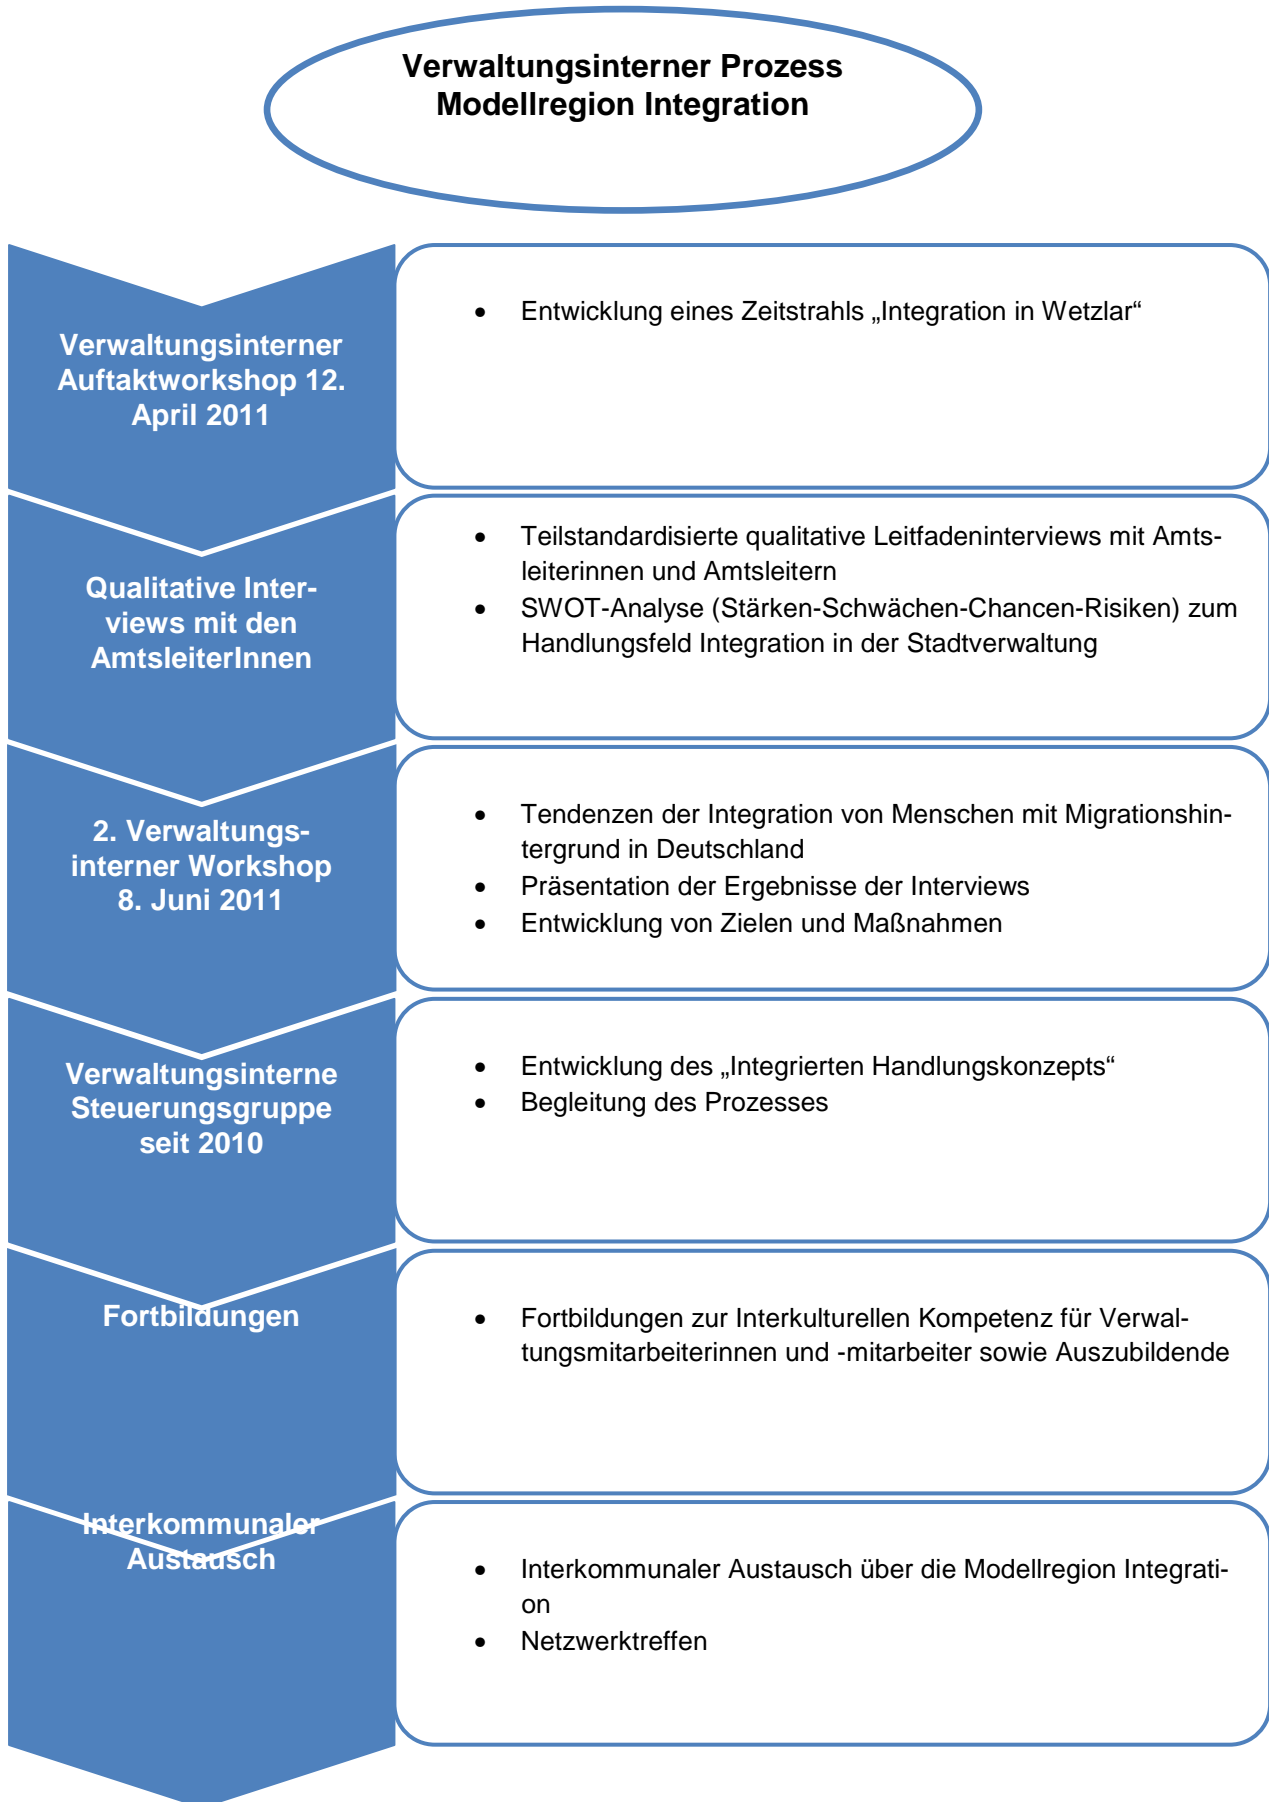 Verwaltungsinterner Prozess
Modellregion Integration
Verwaltungsinterner
Auftaktworkshop 12.
April 2011
• Entwicklung eines Zeitstrahls „Integration in Wetzlar“
Qualitative Inter-
views mit den
AmtsleiterInnen
• Teilstandardisierte qualitative Leitfadeninterviews mit Amts-
leiterinnen und Amtsleitern
• SWOT-Analyse (Stärken-Schwächen-Chancen-Risiken) zum
Handlungsfeld Integration in der Stadtverwaltung
2. Verwaltungs-
interner Workshop
8. Juni 2011
• Tendenzen der Integration von Menschen mit Migrationshin-
tergrund in Deutschland
• Präsentation der Ergebnisse der Interviews
• Entwicklung von Zielen und Maßnahmen
Verwaltungsinterne
Steuerungsgruppe
seit 2010
• Entwicklung des „Integrierten Handlungskonzepts“
• Begleitung des Prozesses
Fortbildungen
• Fortbildungen zur Interkulturellen Kompetenz für Verwal-
tungsmitarbeiterinnen und -mitarbeiter sowie Auszubildende
Interkommunaler
Austausch
• Interkommunaler Austausch über die Modellregion Integrati-
on
• Netzwerktreffen